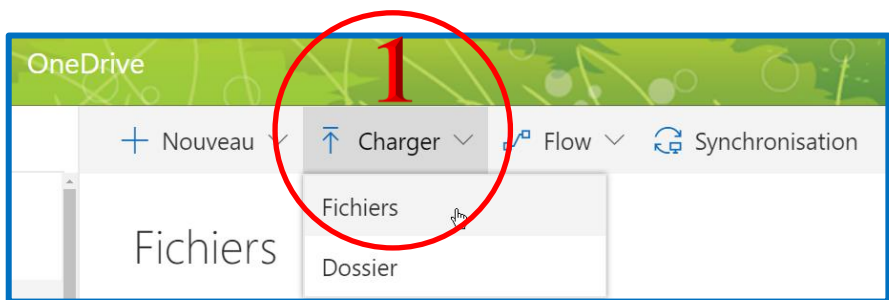 OneDrive
1
Nouveau Charger Flow Synchronisation
Fichiers
Fichiers
Dossier